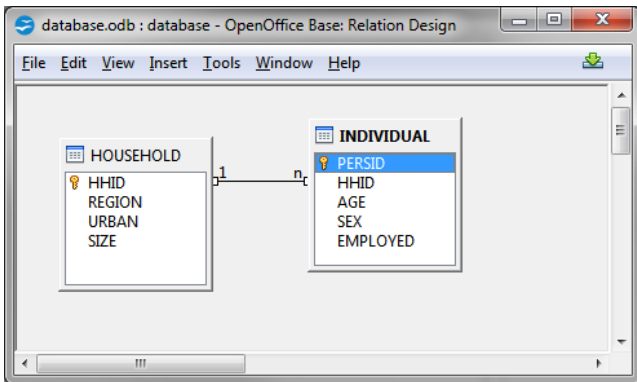 database.odb : database - OpenOffice Base: Relation Design
File Edit View Insert Tools Window Help
HOUSEHOLD
HHID
REGION
URBAN
SIZE
1 n
INDIVIDUAL
PERSID
HHID
AGE
SEX
EMPLOYED